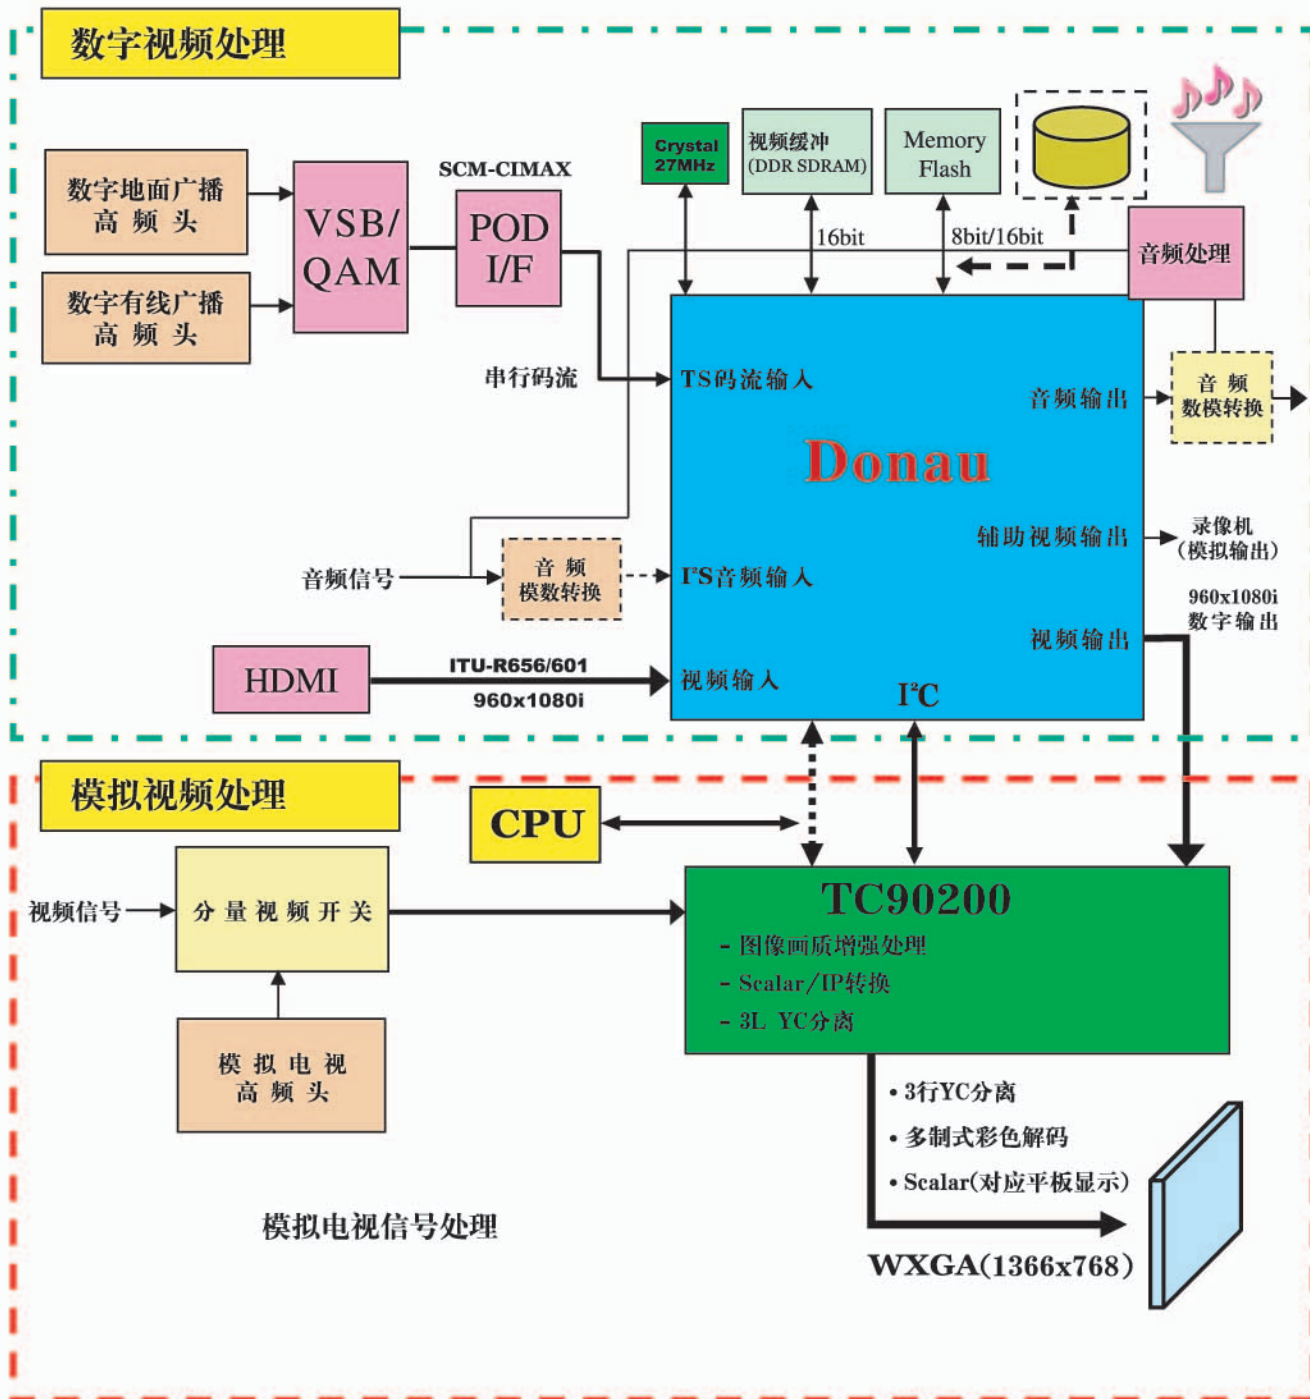 数字视频处理
Crystal
27MHz
视频缓冲
(DDR SDRAM)
Memory
Flash
数字地面广播
高 频 头
SCM-CIMAX
VSB/
QAM
POD
I/F
16bit
8bit/16bit
音频处理
数字有线广播
高 频 头
串行码流
TS码流输入
音频输出
音 频
数模转换
Donau
辅助视频输出
录像机
(模拟输出)
音频信号
音 频
模数转换
I²S音频输入
960x1080i
数字输出
视频输出
HDMI
ITU-R656/601
960x1080i
视频输入
I²C
模拟视频处理
CPU
视频信号
分量视频开关
TC90200
- 图像画质增强处理
- Scalar/IP转换
- 3L YC分离
模 拟 电 视
高 频 头
• 3行YC分离
• 多制式彩色解码
• Scalar(对应平板显示)
模拟电视信号处理
WXGA(1366x768)